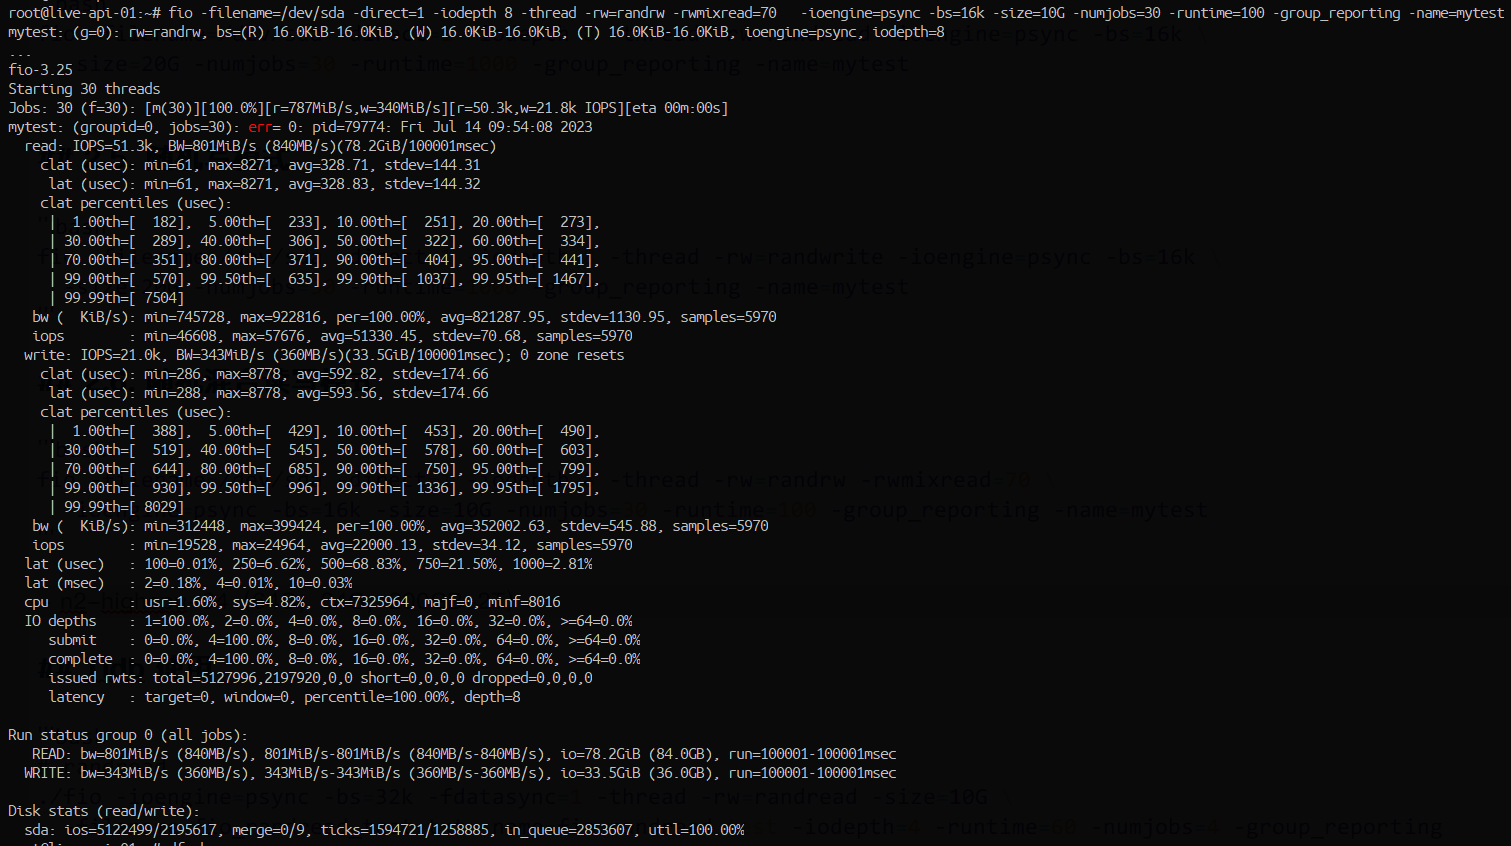 root@live-api-01:~# fio -filename=/dev/sda -direct=1 -iodepth 8 -thread -rw=randrw -rwmixread=70   -ioengine=psync -bs=16k -size=10G -numjobs=30 -runtime=100 -group_reporting -name=mytest
mytest: (g=0): rw=randrw, bs=(R) 16.0KiB-16.0KiB, (W) 16.0KiB-16.0KiB, (T) 16.0KiB-16.0KiB, ioengine=psync, iodepth=8
...
fio-3.25
Starting 30 threads
Jobs: 30 (f=30): [m(30)][100.0%][r=787MiB/s,w=340MiB/s][r=50.3k,w=21.8k IOPS][eta 00m:00s]
mytest: (groupid=0, jobs=30): err= 0: pid=79774: Fri Jul 14 09:54:08 2023
  read: IOPS=51.3k, BW=801MiB/s (840MB/s)(78.2GiB/100001msec)
    clat (usec): min=61, max=8271, avg=328.71, stdev=144.31
     lat (usec): min=61, max=8271, avg=328.83, stdev=144.32
    clat percentiles (usec):
     |  1.00th=[  182],  5.00th=[  233], 10.00th=[  251], 20.00th=[  273],
     | 30.00th=[  289], 40.00th=[  306], 50.00th=[  322], 60.00th=[  334],
     | 70.00th=[  351], 80.00th=[  371], 90.00th=[  404], 95.00th=[  441],
     | 99.00th=[  570], 99.50th=[  635], 99.90th=[ 1037], 99.95th=[ 1467],
     | 99.99th=[ 7504]
   bw (  KiB/s): min=745728, max=922816, per=100.00%, avg=821287.95, stdev=1130.95, samples=5970
   iops        : min=46608, max=57676, avg=51330.45, stdev=70.68, samples=5970
  write: IOPS=21.0k, BW=343MiB/s (360MB/s)(33.5GiB/100001msec); 0 zone resets
    clat (usec): min=286, max=8778, avg=592.82, stdev=174.66
     lat (usec): min=288, max=8778, avg=593.56, stdev=174.66
    clat percentiles (usec):
     |  1.00th=[  388],  5.00th=[  429], 10.00th=[  453], 20.00th=[  490],
     | 30.00th=[  519], 40.00th=[  545], 50.00th=[  578], 60.00th=[  603],
     | 70.00th=[  644], 80.00th=[  685], 90.00th=[  750], 95.00th=[  799],
     | 99.00th=[  930], 99.50th=[  996], 99.90th=[ 1336], 99.95th=[ 1795],
     | 99.99th=[ 8029]
   bw (  KiB/s): min=312448, max=399424, per=100.00%, avg=352002.63, stdev=545.88, samples=5970
   iops        : min=19528, max=24964, avg=22000.13, stdev=34.12, samples=5970
  lat (usec)   : 100=0.01%, 250=6.62%, 500=68.83%, 750=21.50%, 1000=2.81%
  lat (msec)   : 2=0.18%, 4=0.01%, 10=0.03%
  cpu          : usr=1.60%, sys=4.82%, ctx=7325964, majf=0, minf=8016
  IO depths    : 1=100.0%, 2=0.0%, 4=0.0%, 8=0.0%, 16=0.0%, 32=0.0%, >=64=0.0%
     submit    : 0=0.0%, 4=100.0%, 8=0.0%, 16=0.0%, 32=0.0%, 64=0.0%, >=64=0.0%
     complete  : 0=0.0%, 4=100.0%, 8=0.0%, 16=0.0%, 32=0.0%, 64=0.0%, >=64=0.0%
     issued rwts: total=5127996,2197920,0,0 short=0,0,0,0 dropped=0,0,0,0
     latency   : target=0, window=0, percentile=100.00%, depth=8

Run status group 0 (all jobs):
   READ: bw=801MiB/s (840MB/s), 801MiB/s-801MiB/s (840MB/s-840MB/s), io=78.2GiB (84.0GB), run=100001-100001msec
  WRITE: bw=343MiB/s (360MB/s), 343MiB/s-343MiB/s (360MB/s-360MB/s), io=33.5GiB (36.0GB), run=100001-100001msec

./fio -ioengine=psync -bs=32k -fdatasync=1 -thread -rw=randread -size=10G
Disk stats (read/write):
  sda: ios=5122499/2195617, merge=0/9, ticks=1594721/1258885, in_queue=2853607, util=100.00%
-iodepth=4 -runtime=60 -numjobs=4 -group_reporting